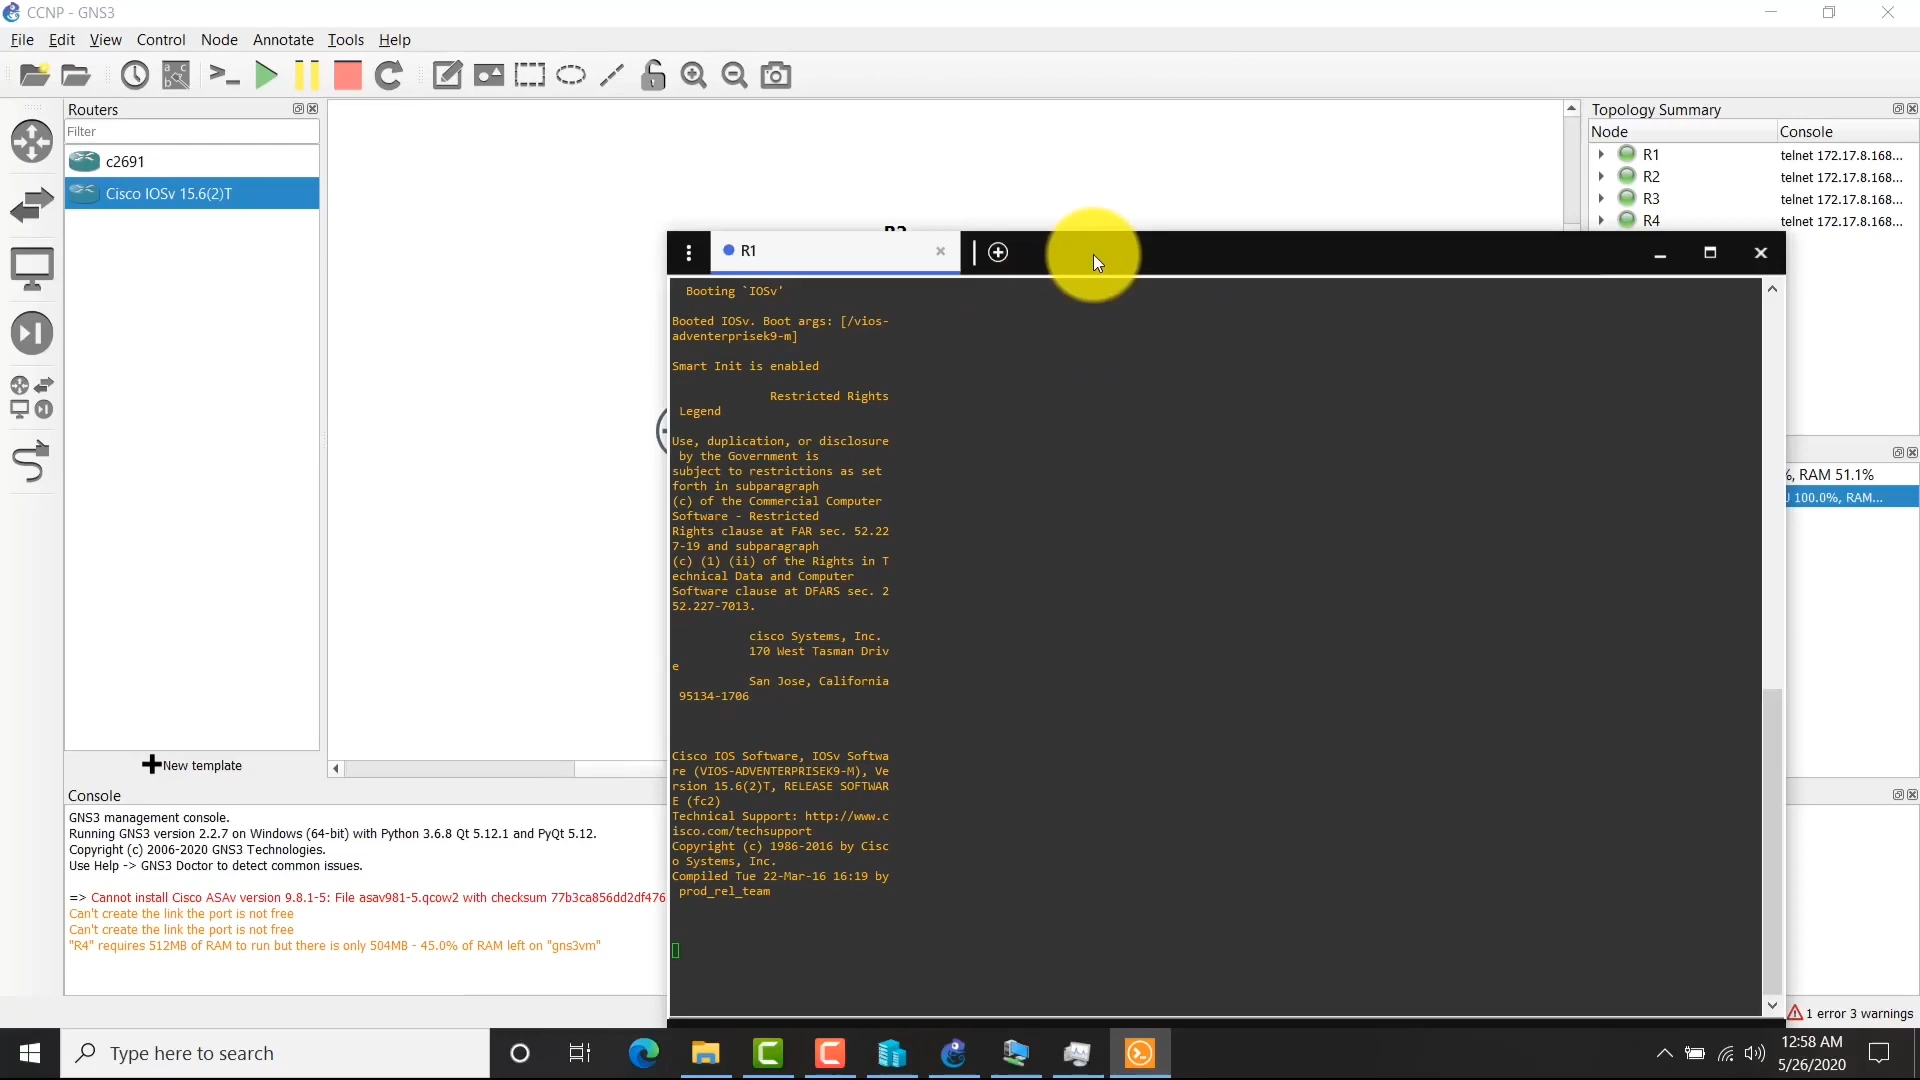 CCNP - GNS3
File Edit View Control Node Annotate Tools Help
Routers
Filter
c2691
Cisco IOSv 15.6(2)T
New template
Topology Summary
Node Console
R1 telnet 172.17.8.168...
R2 telnet 172.17.8.168...
R3 telnet 172.17.8.168...
R4 telnet 172.17.8.168...
RAM 51.1%
100.0%, RAM...
R1
Booting `IOSv'
Booted IOSv. Boot args: [/vios-
adventerprisek9-m]
Smart Init is enabled
Restricted Rights
Legend
Use, duplication, or disclosure
by the Government is
subject to restrictions as set
forth in subparagraph
(c) of the Commercial Computer
Software - Restricted
Rights clause at FAR sec. 52.22
7-19 and subparagraph
(c) (1) (ii) of the Rights in T
echnical Data and Computer
Software clause at DFARS sec. 2
52.227-7013.
cisco Systems, Inc.
170 West Tasman Driv
e
San Jose, California
95134-1706
Cisco IOS Software, IOSv Softwa
re (VIOS-ADVENTERPRISEK9-M), Ve
rsion 15.6(2)T, RELEASE SOFTWAR
E (fc2)
Technical Support: http://www.c
isco.com/techsupport
Copyright (c) 1986-2016 by Cisc
o Systems, Inc.
Compiled Tue 22-Mar-16 16:19 by
prod_rel_team
Console
GNS3 management console.
Running GNS3 version 2.2.7 on Windows (64-bit) with Python 3.6.8 Qt 5.12.1 and PyQt 5.12.
Copyright (c) 2006-2020 GNS3 Technologies.
Use Help -> GNS3 Doctor to detect common issues.
=> Cannot install Cisco ASAv version 9.8.1-5: File asav981-5.qcow2 with checksum 77b3ca856dd2df476
Can't create the link the port is not free
Can't create the link the port is not free
"R4" requires 512MB of RAM to run but there is only 504MB - 45.0% of RAM left on "gns3vm"
1 error 3 warnings
Type here to search
12:58 AM
5/26/2020